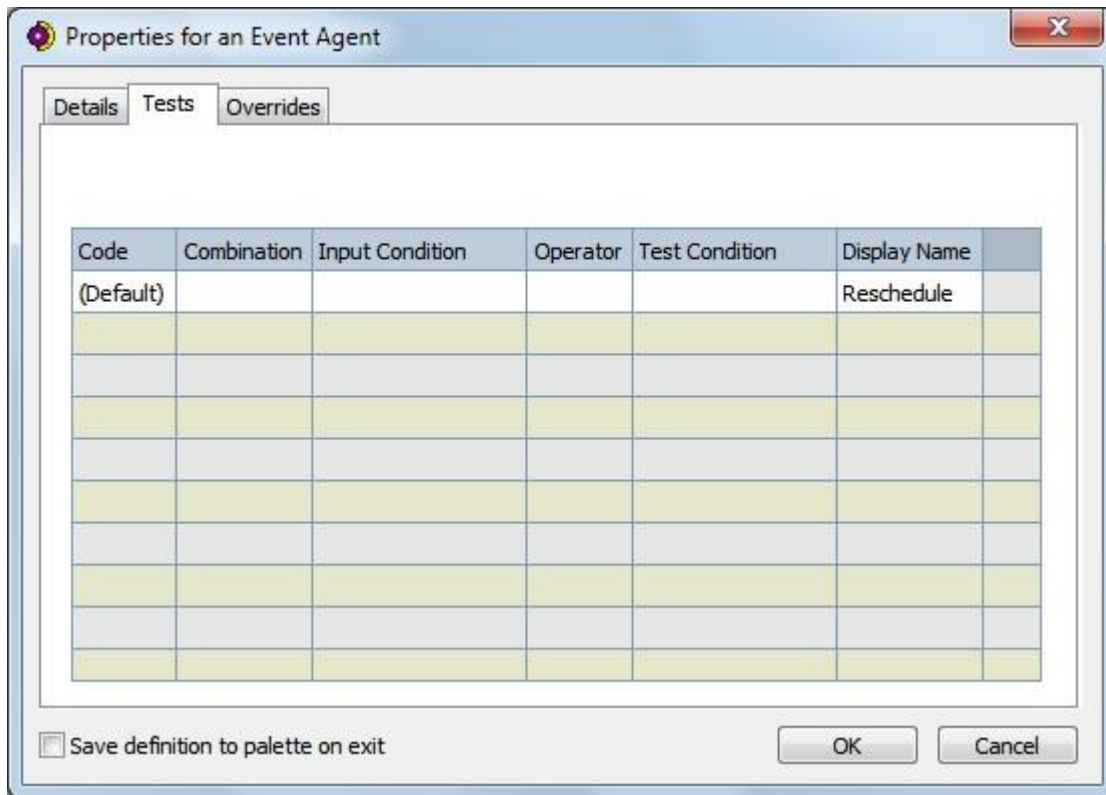 Properties for an Event Agent
Details Tests Overrides
Code Combination Input Condition Operator Test Condition Display Name
(Default) Reschedule
Save definition to palette on exit OK Cancel